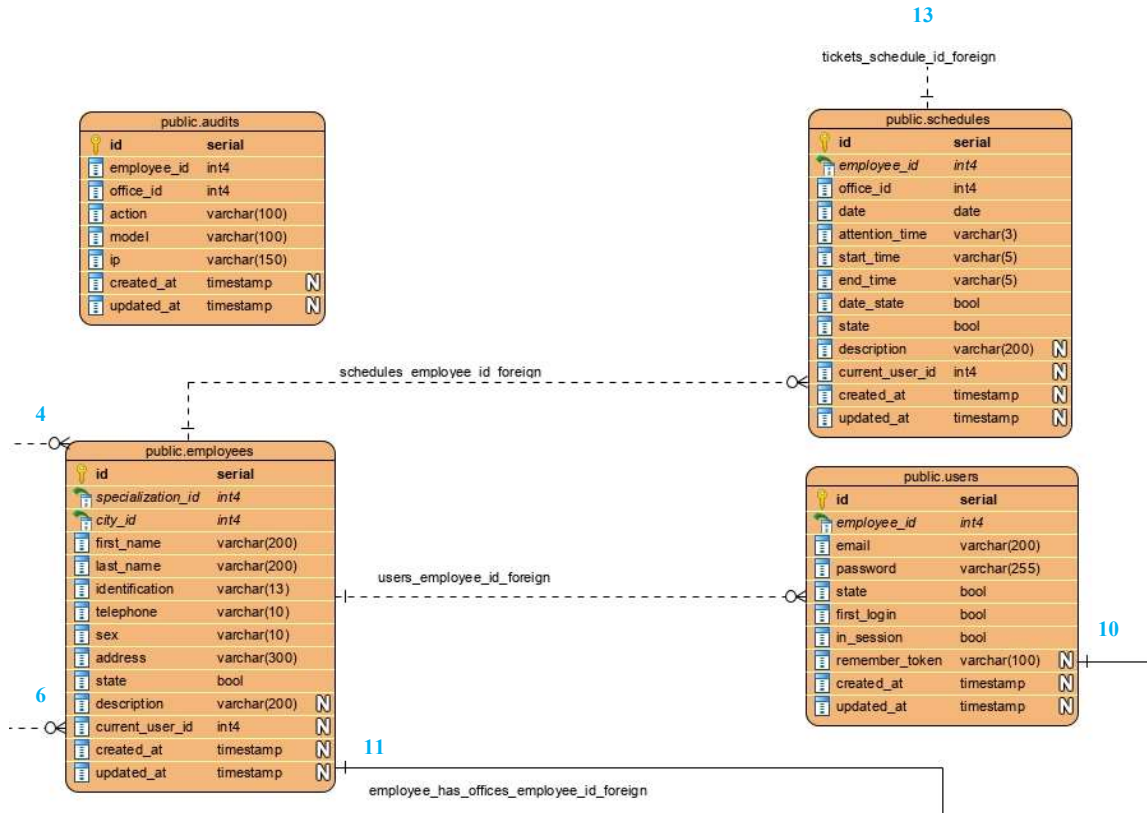 13
tickets_schedule_id_foreign
public.audits
id serial
employee_id int4
office_id int4
action varchar(100)
model varchar(100)
ip varchar(150)
created_at timestamp N
updated_at timestamp N
public.schedules
id serial
employee_id int4
office_id int4
date date
attention_time varchar(3)
start_time varchar(5)
end_time varchar(5)
date_state bool
state bool
description varchar(200) N
current_user_id int4 N
created_at timestamp N
updated_at timestamp N
schedules_employee_id_foreign
4
public.employees
id serial
specialization_id int4
city_id int4
first_name varchar(200)
last_name varchar(200)
identification varchar(13)
telephone varchar(10)
sex varchar(10)
address varchar(300)
state bool
description varchar(200) N
current_user_id int4 N
created_at timestamp N
updated_at timestamp N
6
users_employee_id_foreign
public.users
id serial
employee_id int4
email varchar(200)
password varchar(255)
state bool
first_login bool
in_session bool
remember_token varchar(100) N
created_at timestamp N
updated_at timestamp N
10
11
employee_has_offices_employee_id_foreign